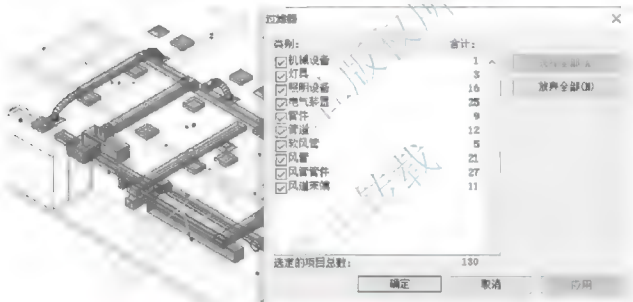 过滤器
类别: 合计:
机械设备 1
灯具 3
照明设备 16
电气装置 25
管件 9
管道 12
软风管 5
风管 21
风管管件 27
风道末端 11
放弃全部(N)
选定的项目总数: 130
确定 取消 应用